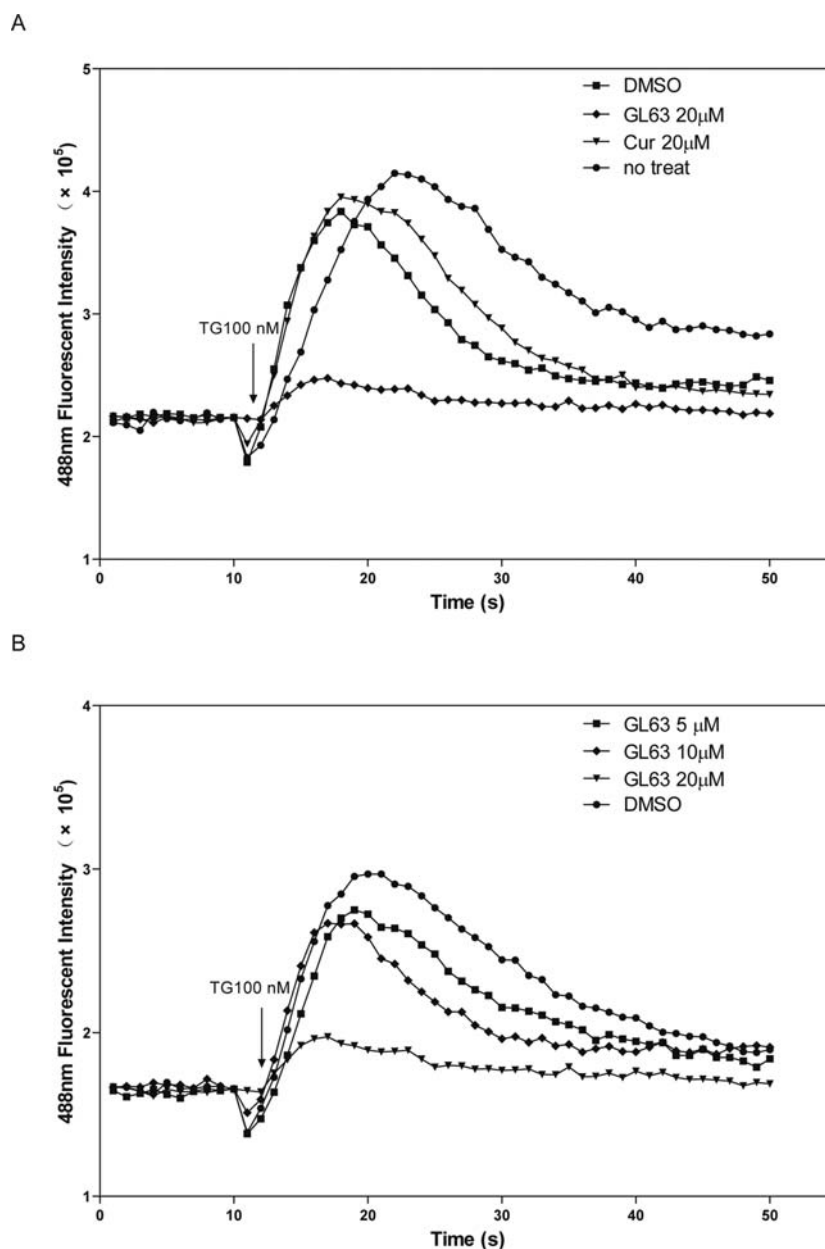 A
5
4
3
2
1
488nm Fluorescent Intensity （× 10⁵）
DMSO
GL63 20μM
Cur 20μM
no treat
TG100 nM
0 10 20 30 40 50
Time (s)
B
4
3
2
1
488nm Fluorescent Intensity （× 10⁵）
GL63 5 μM
GL63 10μM
GL63 20μM
DMSO
TG100 nM
0 10 20 30 40 50
Time (s)